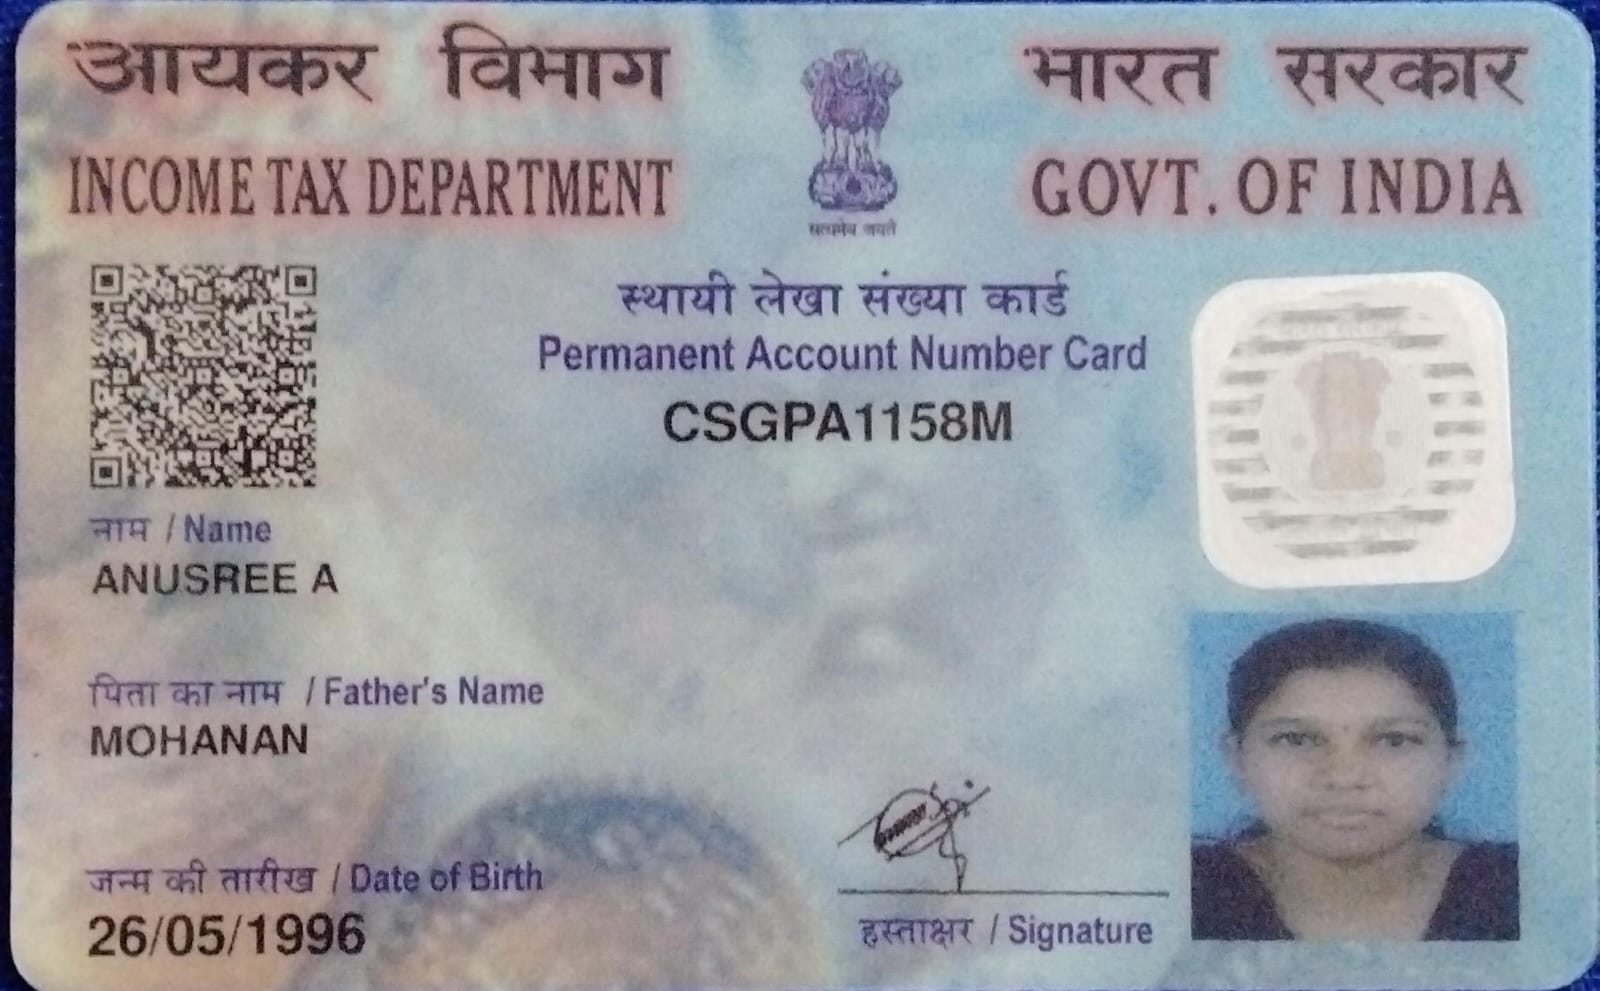 आयकर विभाग
INCOME TAX DEPARTMENT
सत्यमेव जयते
भारत सरकार
GOVT. OF INDIA
स्थायी लेखा संख्या कार्ड
Permanent Account Number Card
CSGPA1158M
नाम / Name
ANUSREE A
पिता का नाम / Father's Name
MOHANAN
जन्म की तारीख / Date of Birth
26/05/1996
हस्ताक्षर / Signature